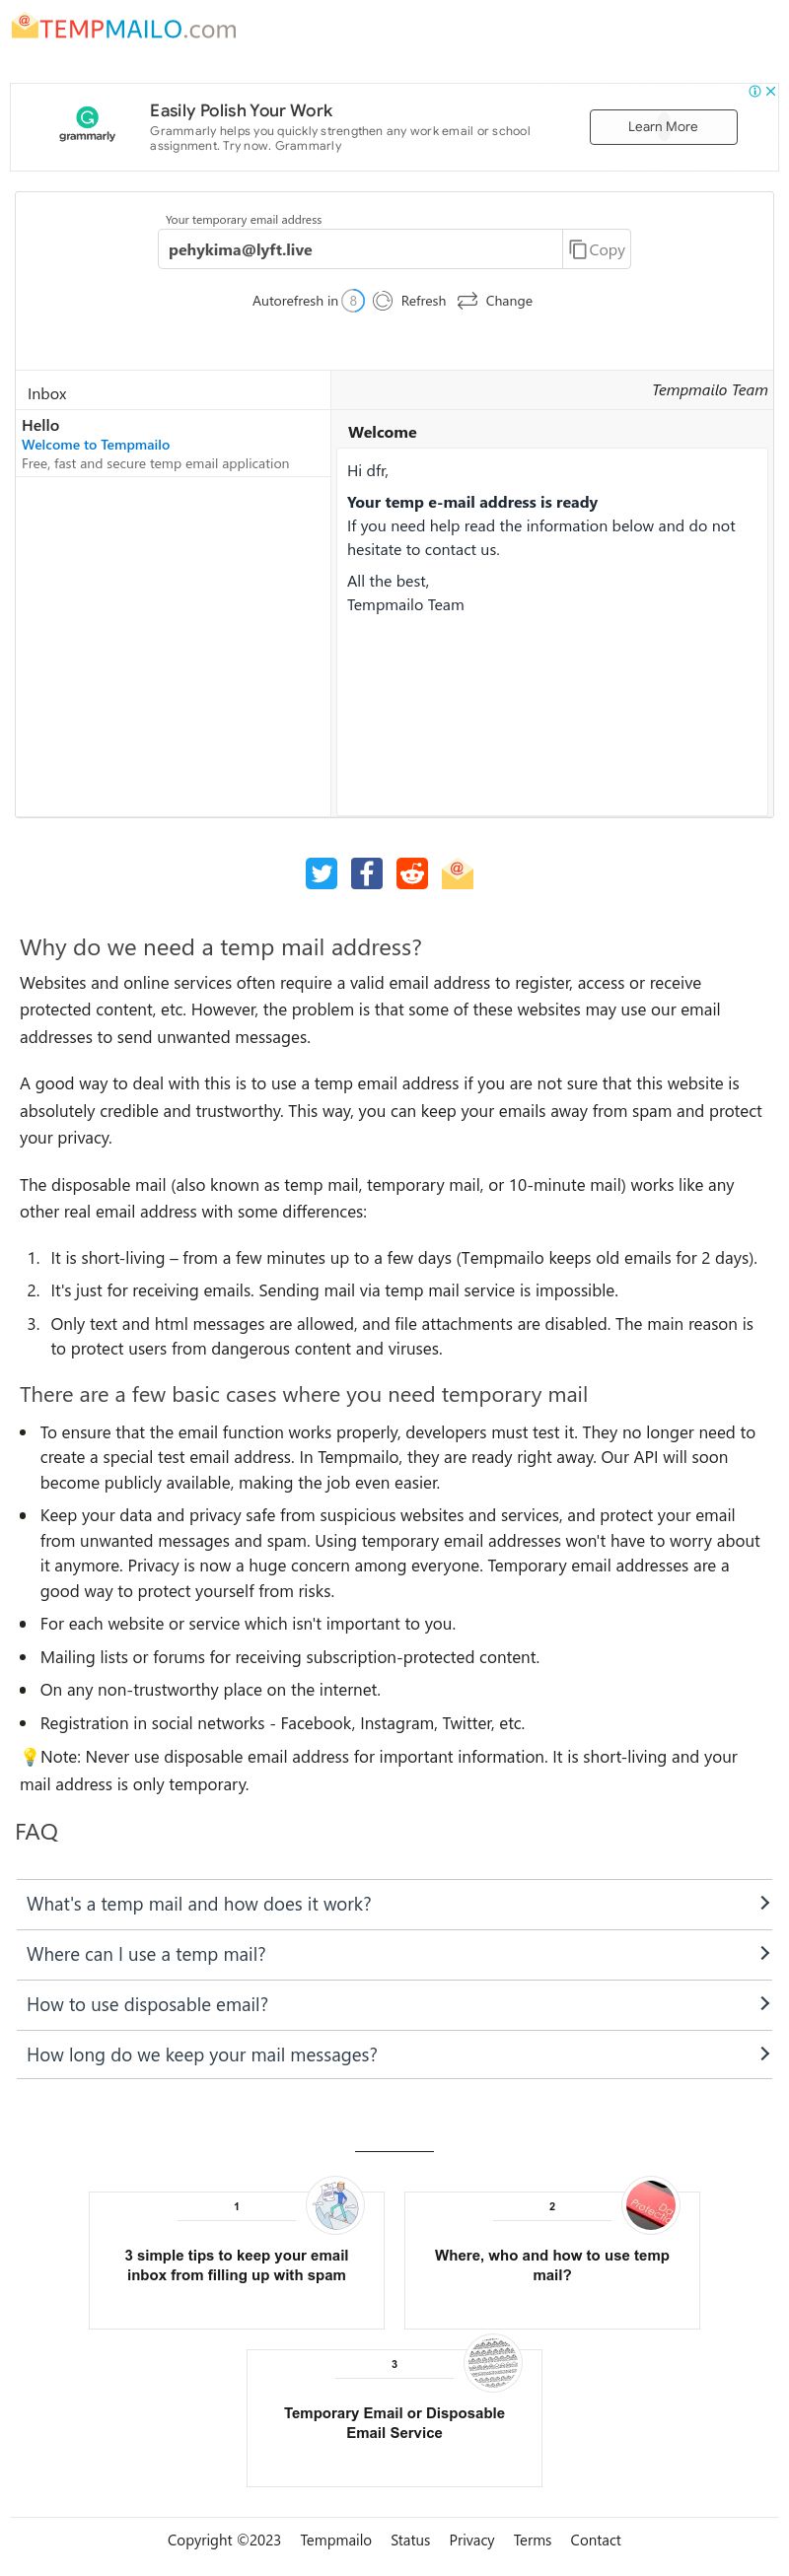 TEMPMAILO.com
Easily Polish Your Work
Grammarly helps you quickly strengthen any work email or school
assignment. Try now. Grammarly
grammarly
Learn More
Your temporary email address
pehykima@lyft.live
Copy
Autorefresh in 8 Refresh Change
Inbox
Tempmailo Team
Hello
Welcome to Tempmailo
Free, fast and secure temp email application
Welcome
Hi dfr,
Your temp e-mail address is ready
If you need help read the information below and do not
hesitate to contact us.
All the best,
Tempmailo Team
Why do we need a temp mail address?
Websites and online services often require a valid email address to register, access or receive
protected content, etc. However, the problem is that some of these websites may use our email
addresses to send unwanted messages.
A good way to deal with this is to use a temp email address if you are not sure that this website is
absolutely credible and trustworthy. This way, you can keep your emails away from spam and protect
your privacy.
The disposable mail (also known as temp mail, temporary mail, or 10-minute mail) works like any
other real email address with some differences:
1. It is short-living – from a few minutes up to a few days (Tempmailo keeps old emails for 2 days).
2. It's just for receiving emails. Sending mail via temp mail service is impossible.
3. Only text and html messages are allowed, and file attachments are disabled. The main reason is
to protect users from dangerous content and viruses.
There are a few basic cases where you need temporary mail
• To ensure that the email function works properly, developers must test it. They no longer need to
create a special test email address. In Tempmailo, they are ready right away. Our API will soon
become publicly available, making the job even easier.
• Keep your data and privacy safe from suspicious websites and services, and protect your email
from unwanted messages and spam. Using temporary email addresses won't have to worry about
it anymore. Privacy is now a huge concern among everyone. Temporary email addresses are a
good way to protect yourself from risks.
• For each website or service which isn't important to you.
• Mailing lists or forums for receiving subscription-protected content.
• On any non-trustworthy place on the internet.
• Registration in social networks - Facebook, Instagram, Twitter, etc.
💡Note: Never use disposable email address for important information. It is short-living and your
mail address is only temporary.
FAQ
What's a temp mail and how does it work?
Where can I use a temp mail?
How to use disposable email?
How long do we keep your mail messages?
1
3 simple tips to keep your email
inbox from filling up with spam
2
Where, who and how to use temp
mail?
3
Temporary Email or Disposable
Email Service
Copyright ©2023 Tempmailo Status Privacy Terms Contact